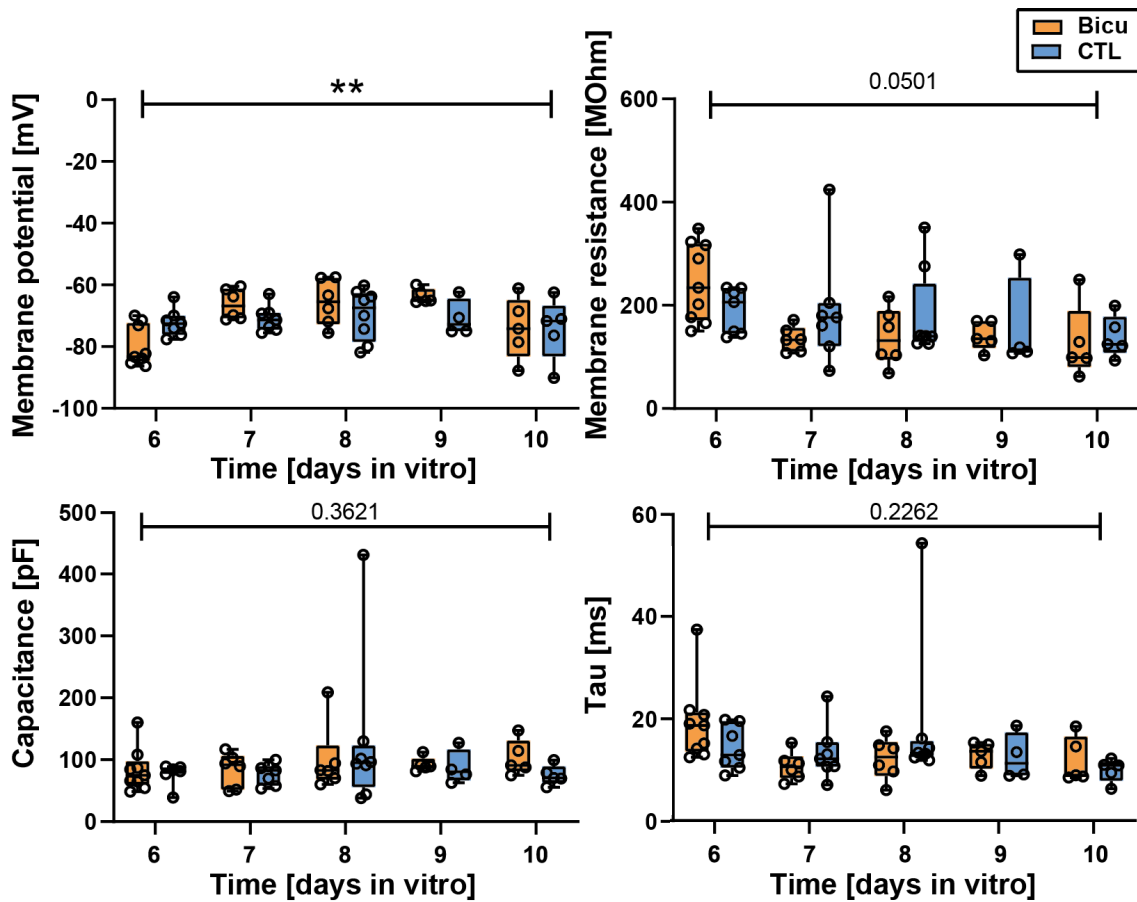 Bicu
CTL
**
Membrane potential [mV]
0
-20
-40
-60
-80
-100
6 7 8 9 10
Time [days in vitro]
0.0501
Membrane resistance [MOhm]
600
400
200
0
6 7 8 9 10
Time [days in vitro]
0.3621
Capacitance [pF]
500
400
300
200
100
0
6 7 8 9 10
Time [days in vitro]
0.2262
Tau [ms]
60
40
20
0
6 7 8 9 10
Time [days in vitro]